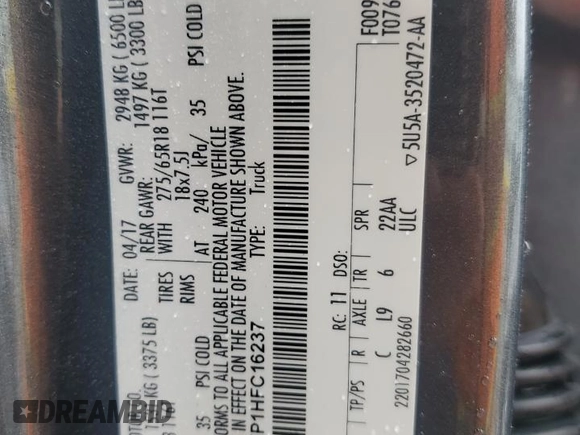 04/17 GVWR: 2948 KG ( 6500 L
REAR GAWR: 1497 KG ( 3300 LB
KG ( 3375 LB) WITH 275/65R18 116T
TIRES 18x7.5J
RIMS
35 PSI COLD AT 240 kPa/ 35 PSI COLD
ORMS TO ALL APPLICABLE FEDERAL MOTOR VEHICLE
EFFECT ON THE DATE OF MANUFACTURE SHOWN ABOVE.
P1HFC16237 TYPE: Truck
F009
T076
RC: 11 DSO:
TP/PS R AXLE TR SPR
C L9 6 22AA
ULC
2201704282660 ▽5U5A-3520472-AA
DREAMBID